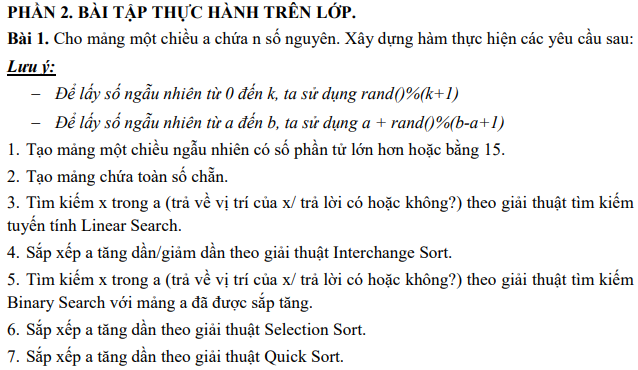 PHẦN 2. BÀI TẬP THỰC HÀNH TRÊN LỚP.
Bài 1. Cho mảng một chiều a chứa n số nguyên. Xây dựng hàm thực hiện các yêu cầu sau:
Lưu ý:
– Để lấy số ngẫu nhiên từ 0 đến k, ta sử dụng rand()%(k+1)
– Để lấy số ngẫu nhiên từ a đến b, ta sử dụng a + rand()%(b-a+1)
1. Tạo mảng một chiều ngẫu nhiên có số phần tử lớn hơn hoặc bằng 15.
2. Tạo mảng chứa toàn số chẵn.
3. Tìm kiếm x trong a (trả về vị trí của x/ trả lời có hoặc không?) theo giải thuật tìm kiếm
tuyến tính Linear Search.
4. Sắp xếp a tăng dần/giảm dần theo giải thuật Interchange Sort.
5. Tìm kiếm x trong a (trả về vị trí của x/ trả lời có hoặc không?) theo giải thuật tìm kiếm
Binary Search với mảng a đã được sắp tăng.
6. Sắp xếp a tăng dần theo giải thuật Selection Sort.
7. Sắp xếp a tăng dần theo giải thuật Quick Sort.